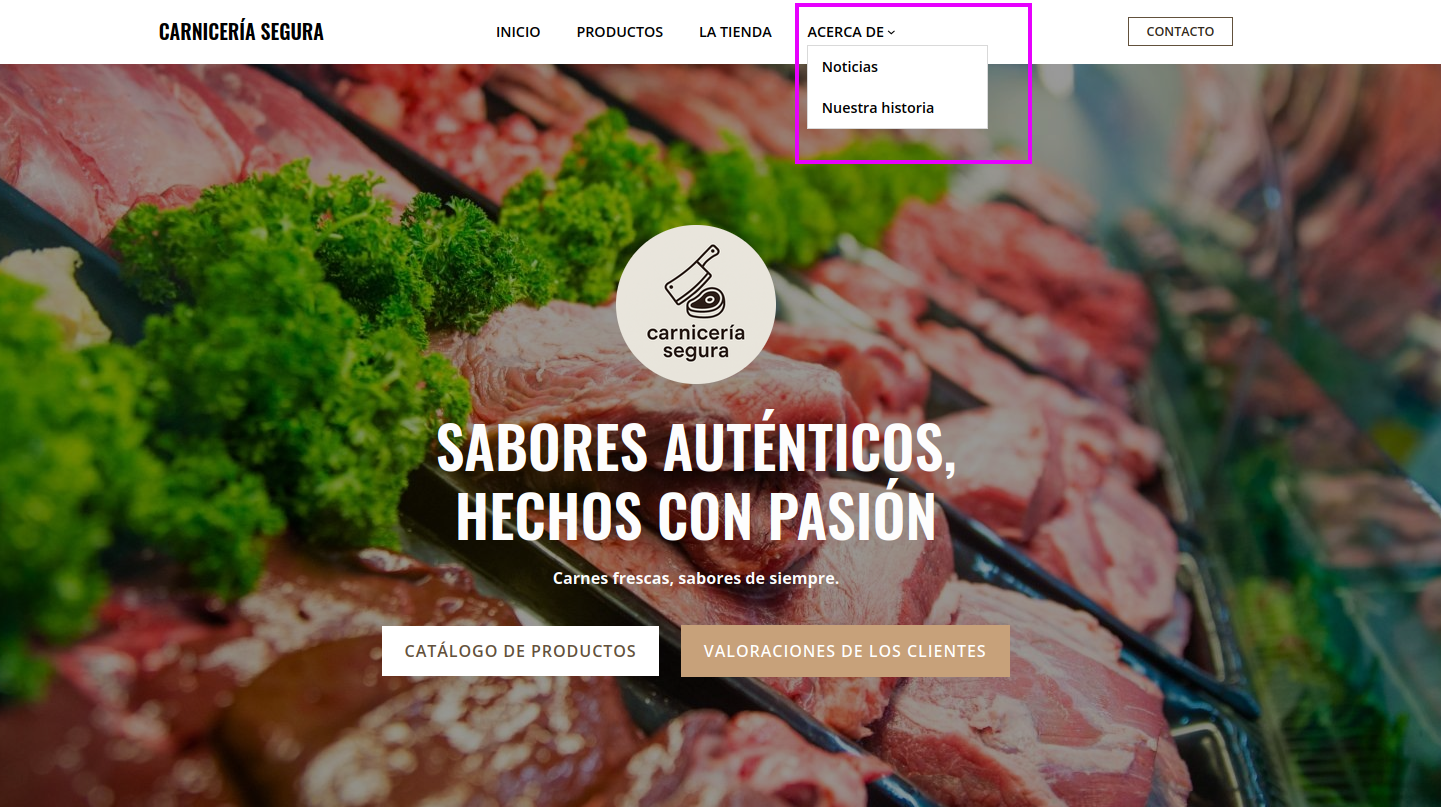 CARNICERÍA SEGURA
INICIO
PRODUCTOS
LA TIENDA
ACERCA DE
CONTACTO
Noticias
Nuestra historia
carnicería
segura
SABORES AUTÉNTICOS,
HECHOS CON PASIÓN
Carnes frescas, sabores de siempre.
CATÁLOGO DE PRODUCTOS
VALORACIONES DE LOS CLIENTES